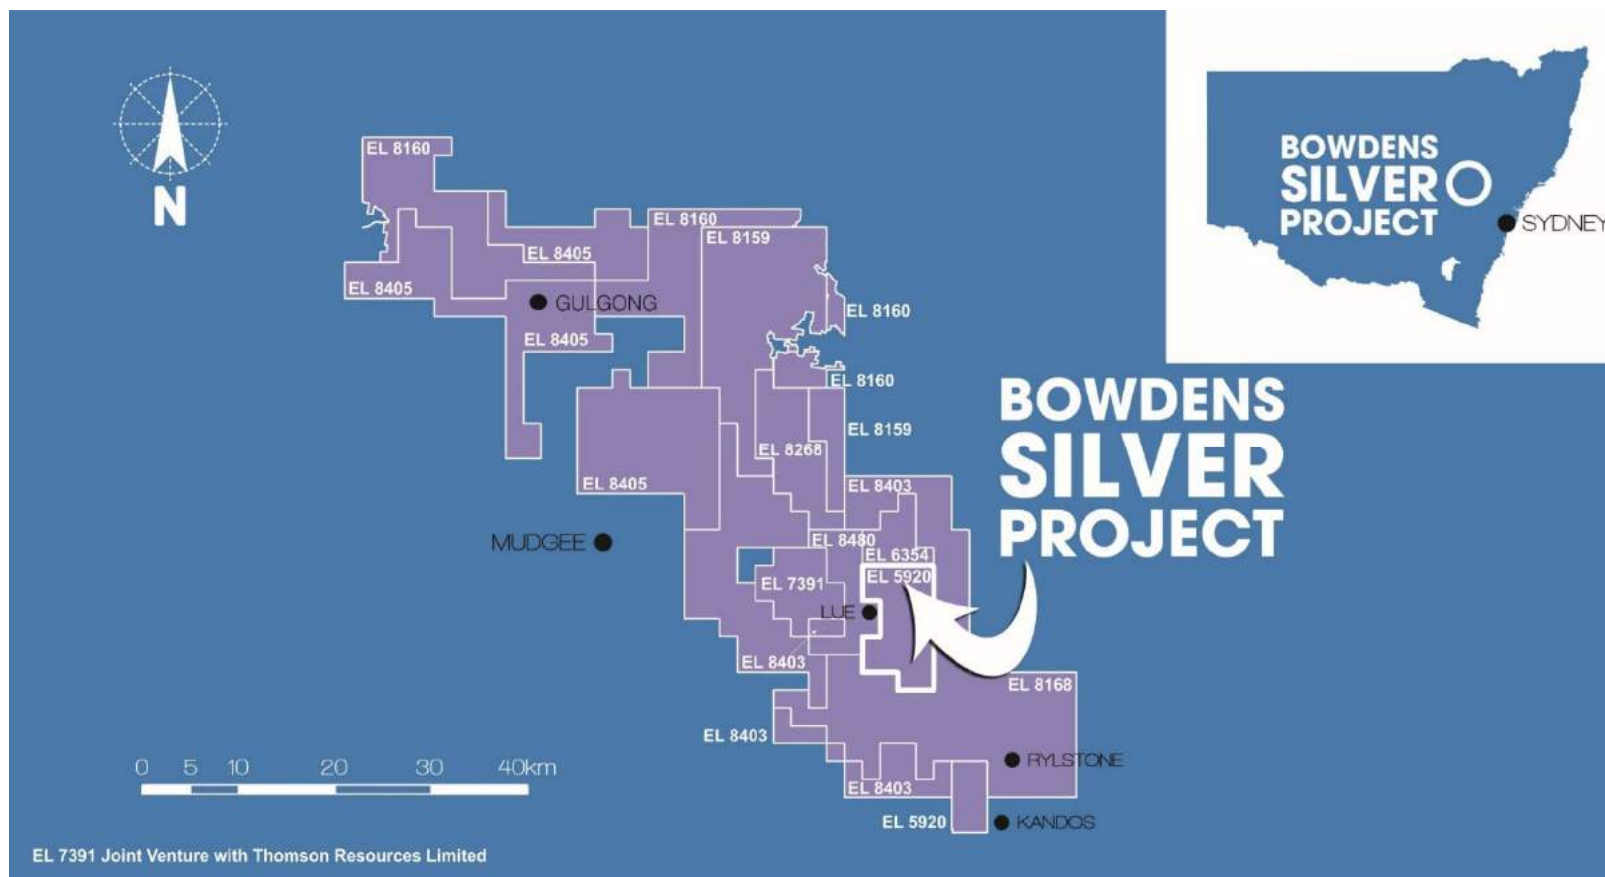 N
EL 8160
EL 8160
EL 8159
EL 8405
EL 8405
GULGONG
EL 8160
EL 8405
EL 8160
EL 8159
EL 8268
EL 8405
EL 8403
MUDGEE
EL 8480
EL 6354
EL 5920
EL 7391
LUE
EL 8403
EL 8168
EL 8403
RYLSTONE
EL 8403
EL 5920
KANDOS
BOWDENS
SILVER
PROJECT
BOWDENS
SILVER
PROJECT
SYDNEY
0 5 10 20 30 40km
EL 7391 Joint Venture with Thomson Resources Limited